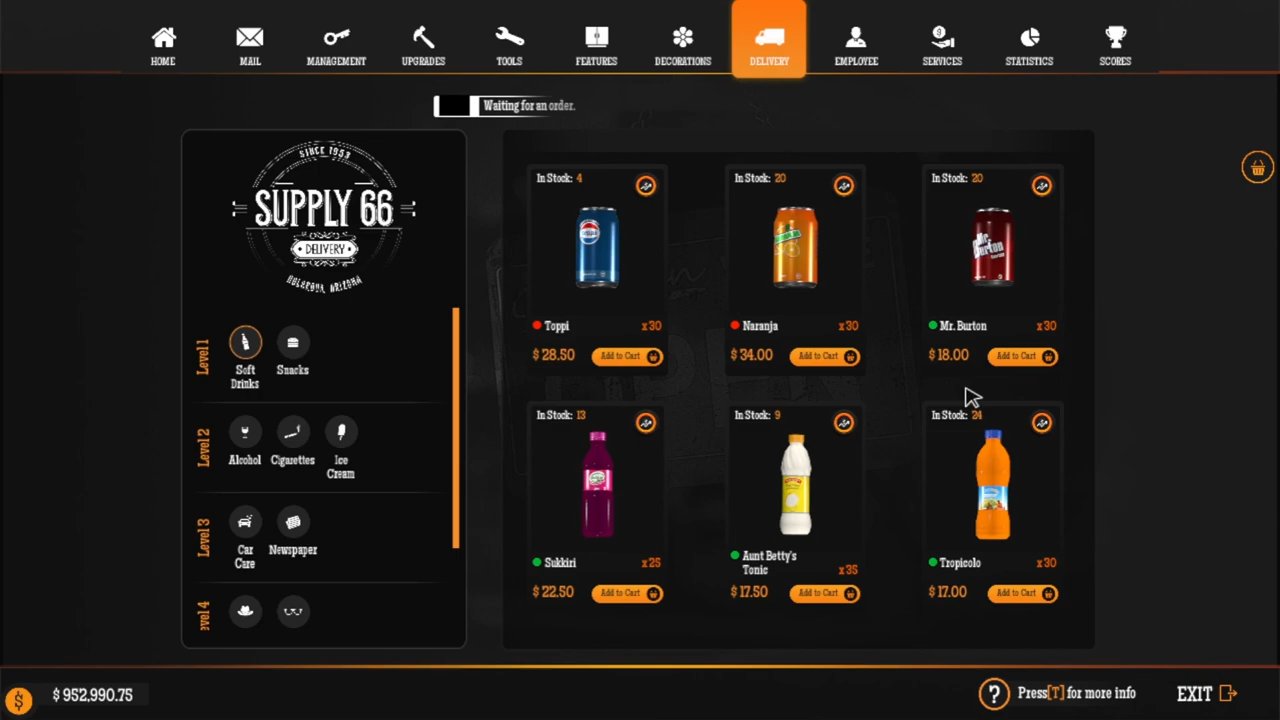 HOME MAIL MANAGEMENT UPGRADES TOOLS FEATURES DECORATIONS DELIVERY EMPLOYEE SERVICES STATISTICS SCORES
Waiting for an order.
SINCE 1953
SUPPLY 66
DELIVERY
Level 1
Soft
Drinks
Snacks
Level 2
Alcohol
Cigarettes
Ice
Cream
Level 3
Car
Care
Newspaper
evel 4
In Stock: 4
Toppi x30
$ 28.50 Add to Cart
In Stock: 20
Naranja x30
$ 34.00 Add to Cart
In Stock: 20
Mr. Burton
Mr. Burton x30
$ 18.00 Add to Cart
In Stock: 13
Sukkiri x25
$ 22.50 Add to Cart
In Stock: 9
Aunt Betty's
Tonic x35
$ 17.50 Add to Cart
In Stock: 24
Tropicolo x30
$ 17.00 Add to Cart
$ 952,990.75
? Press[T] for more info
EXIT